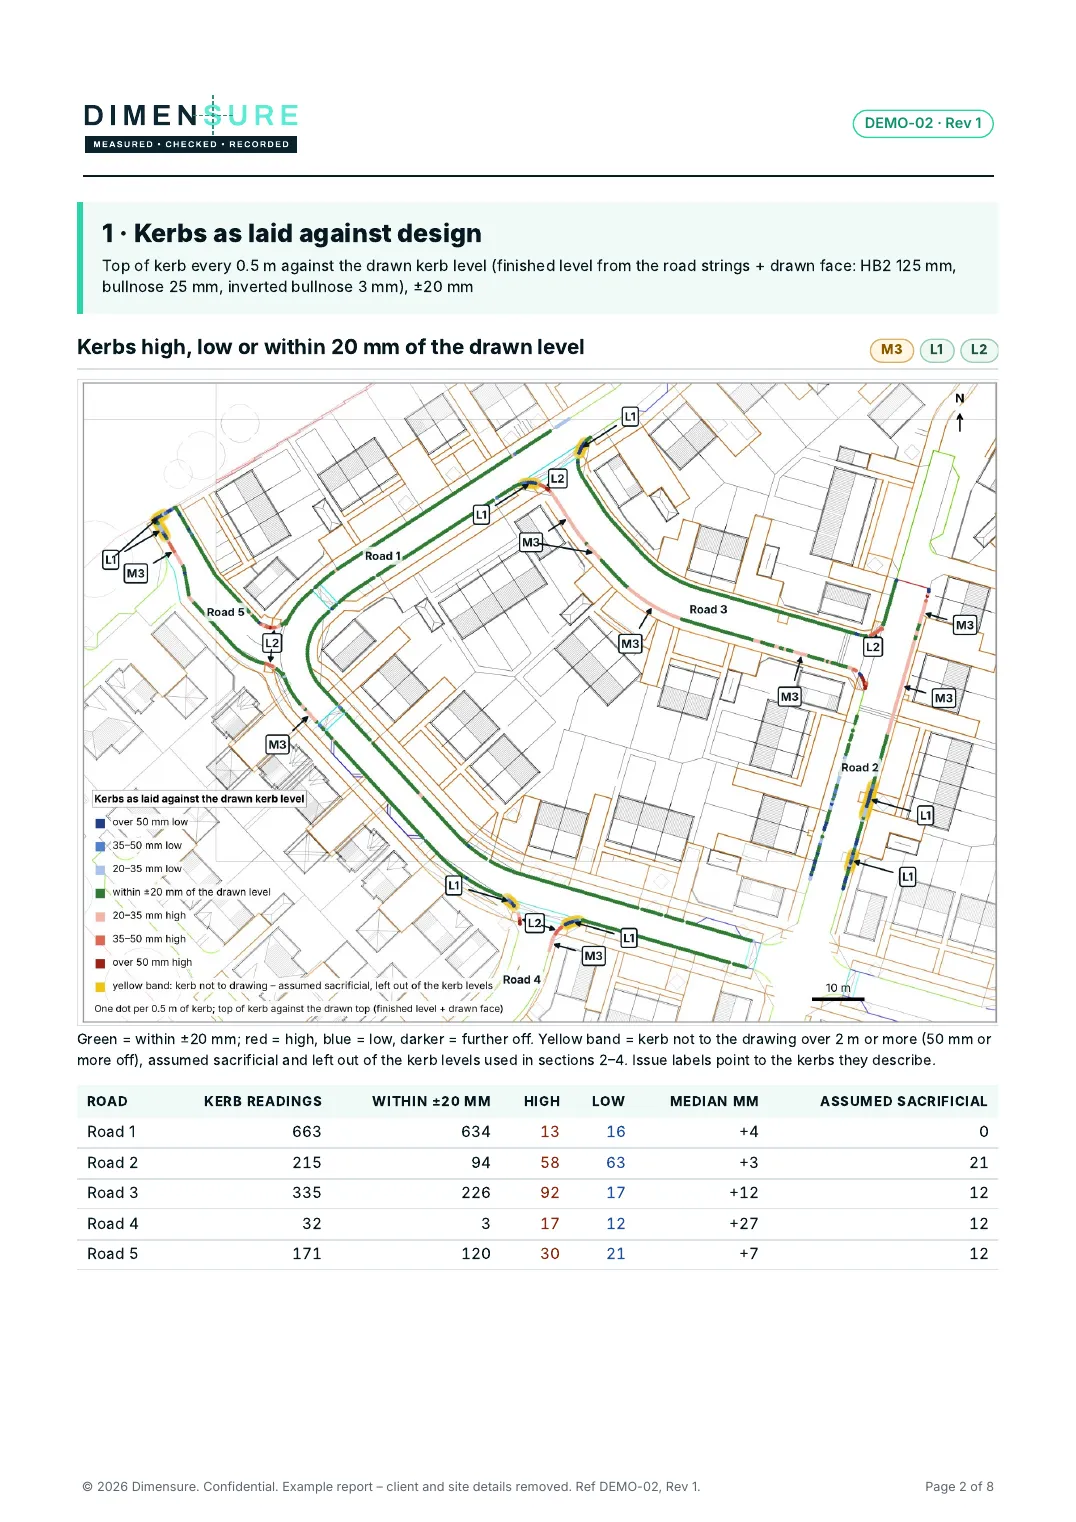 DIMENSURE
MEASURED • CHECKED • RECORDED
DEMO-02 · Rev 1
1 · Kerbs as laid against design
Top of kerb every 0.5 m against the drawn kerb level (finished level from the road strings + drawn face: HB2 125 mm,
bullnose 25 mm, inverted bullnose 3 mm), ±20 mm
Kerbs high, low or within 20 mm of the drawn level
M3 L1 L2
N
L1
L2
L1
M3
Road 1
L1
M3
Road 5
Road 3
M3
L2
M3
L2
M3
M3
M3
Road 2
L1
L1
L1
L2
L1
M3
Road 4
10 m
Kerbs as laid against the drawn kerb level
over 50 mm low
35–50 mm low
20–35 mm low
within ±20 mm of the drawn level
20–35 mm high
35–50 mm high
over 50 mm high
yellow band: kerb not to drawing – assumed sacrificial, left out of the kerb levels
One dot per 0.5 m of kerb; top of kerb against the drawn top (finished level + drawn face)
Green = within ±20 mm; red = high, blue = low, darker = further off. Yellow band = kerb not to the drawing over 2 m or more (50 mm or
more off), assumed sacrificial and left out of the kerb levels used in sections 2–4. Issue labels point to the kerbs they describe.
ROAD KERB READINGS WITHIN ±20 MM HIGH LOW MEDIAN MM ASSUMED SACRIFICIAL
Road 1 663 634 13 16 +4 0
Road 2 215 94 58 63 +3 21
Road 3 335 226 92 17 +12 12
Road 4 32 3 17 12 +27 12
Road 5 171 120 30 21 +7 12
© 2026 Dimensure. Confidential. Example report – client and site details removed. Ref DEMO-02, Rev 1.
Page 2 of 8